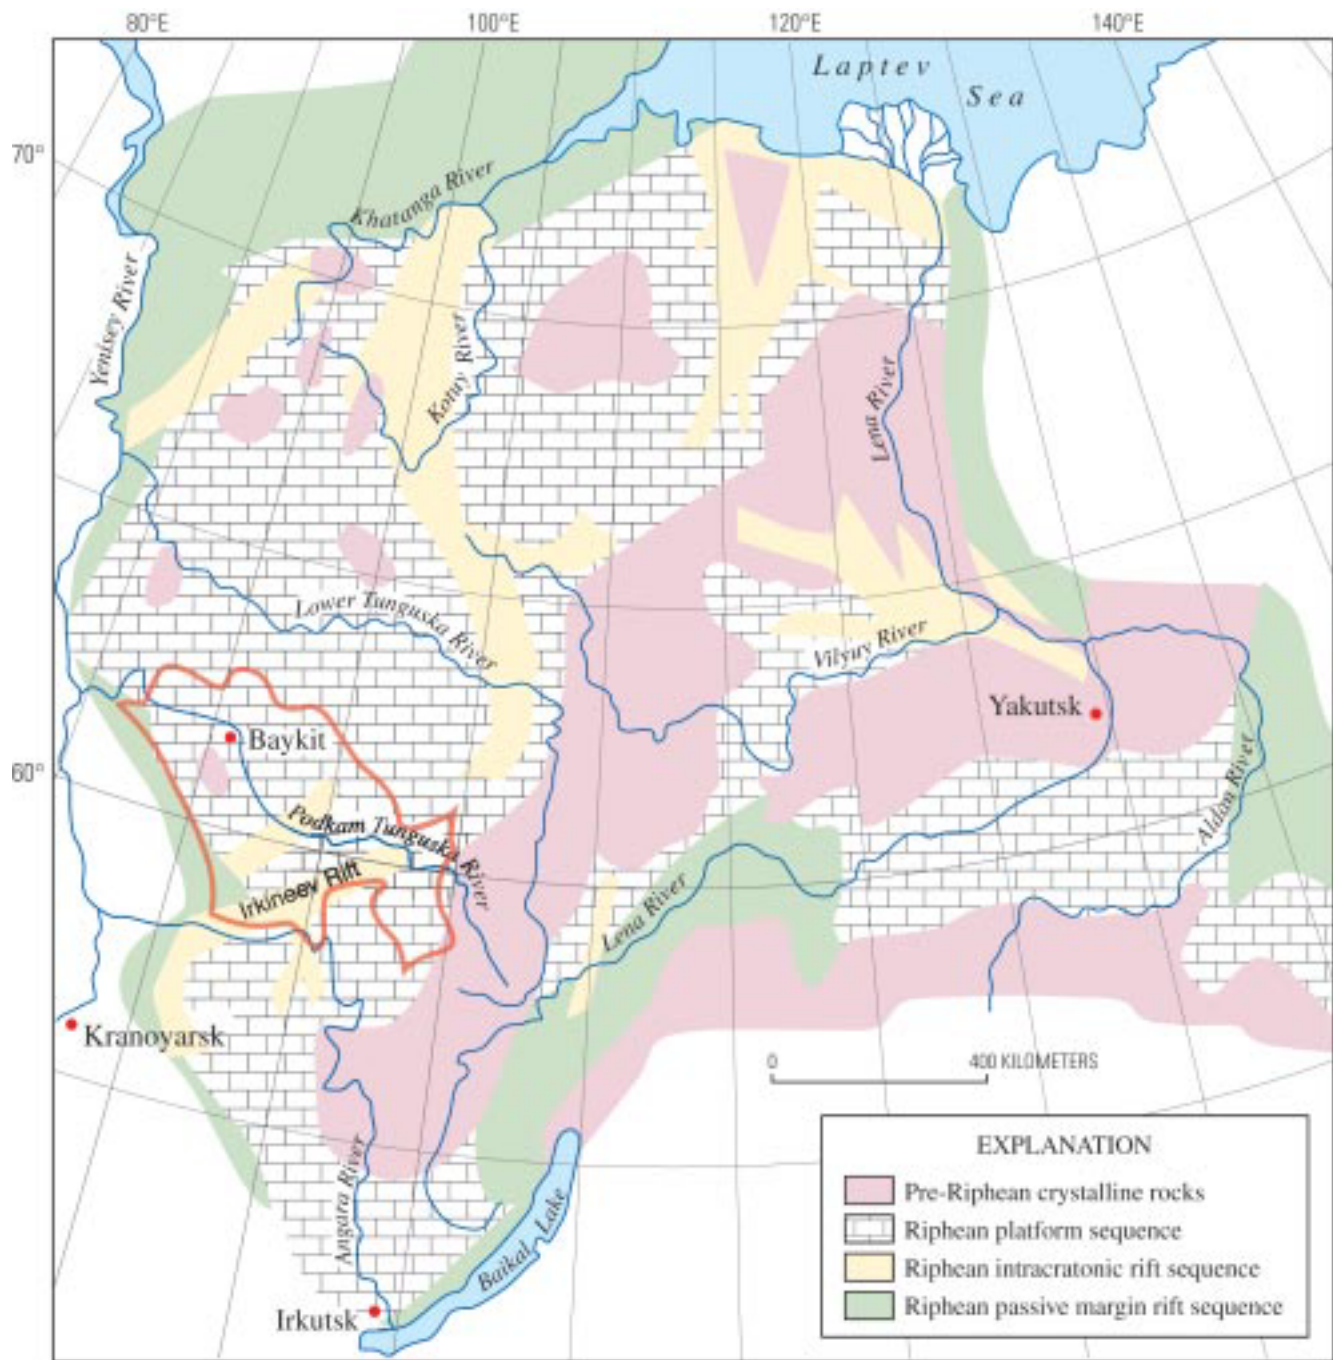 80°E 100°E 120°E 140°E
Laptev
Sea
70°
Khatanga River
Yenisey River
Kotuy River
Lena River
Lower Tunguska River
Vilyuy River
Yakutsk
Baykit
60°
Podkam Tunguska River
Aldan River
Irkineev Rift
Lena River
Kranoyarsk
0 400 KILOMETERS
EXPLANATION
Pre-Riphean crystalline rocks
Riphean platform sequence
Riphean intracratonic rift sequence
Riphean passive margin rift sequence
Angara River
Baikal Lake
Irkutsk